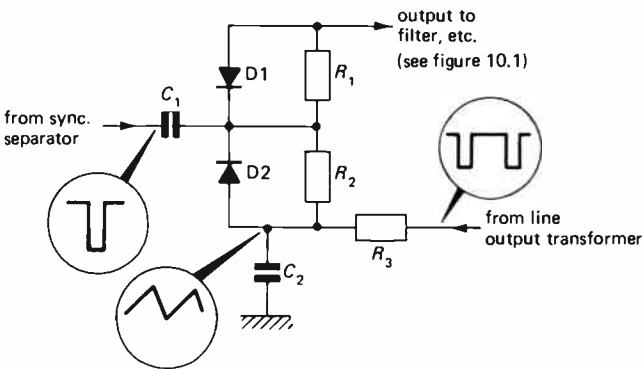 output to
filter, etc.
(see figure 10.1)
D1
R1
C1
from sync.
separator
D2
R2
from line
output transformer
R3
C2